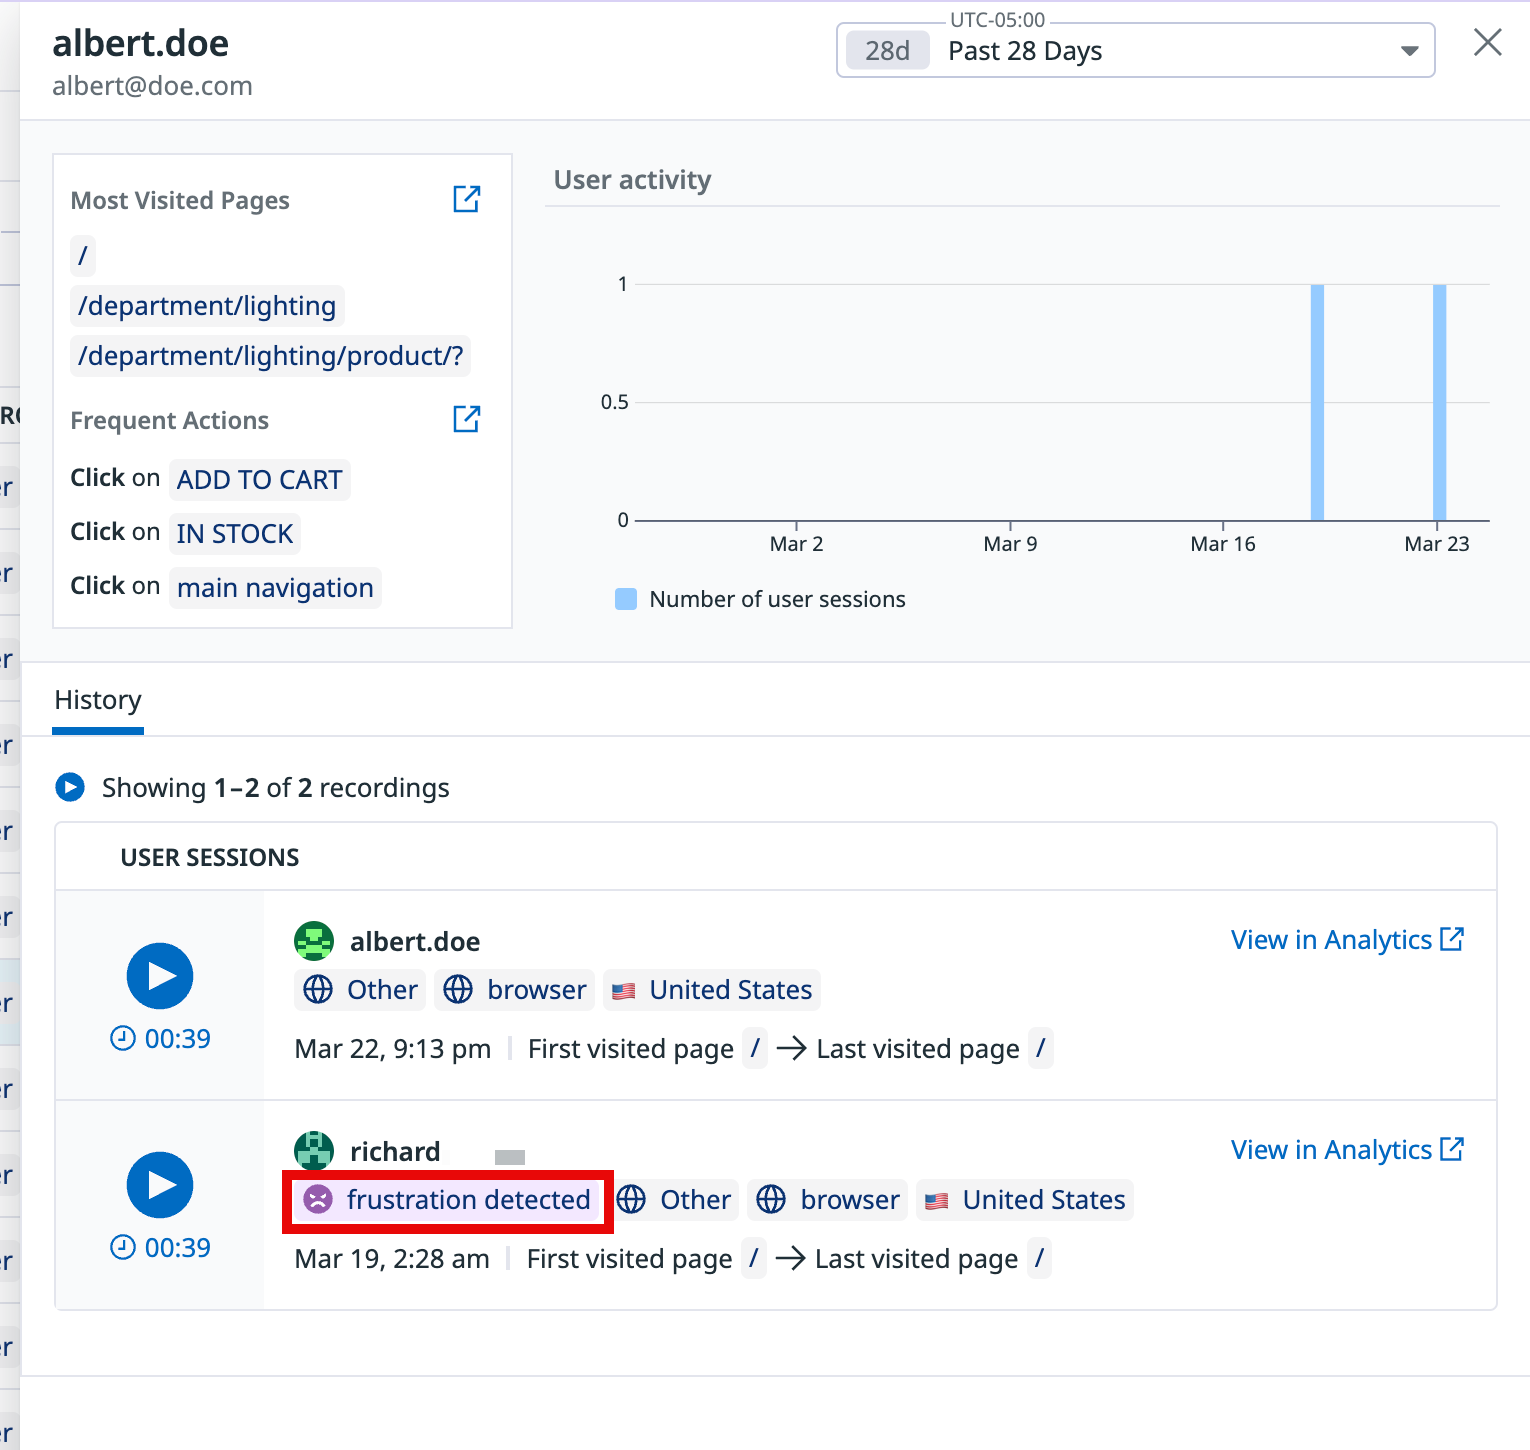 albert.doe
albert@doe.com
UTC-05:00
28d Past 28 Days
Most Visited Pages
/
/department/lighting
/department/lighting/product/?
Frequent Actions
Click on ADD TO CART
Click on IN STOCK
Click on main navigation
User activity
1
0.5
0
Mar 2 Mar 9 Mar 16 Mar 23
Number of user sessions
History
Showing 1–2 of 2 recordings
USER SESSIONS
albert.doe
View in Analytics
Other browser United States
00:39
Mar 22, 9:13 pm First visited page / → Last visited page /
richard
View in Analytics
frustration detected Other browser United States
00:39
Mar 19, 2:28 am First visited page / → Last visited page /